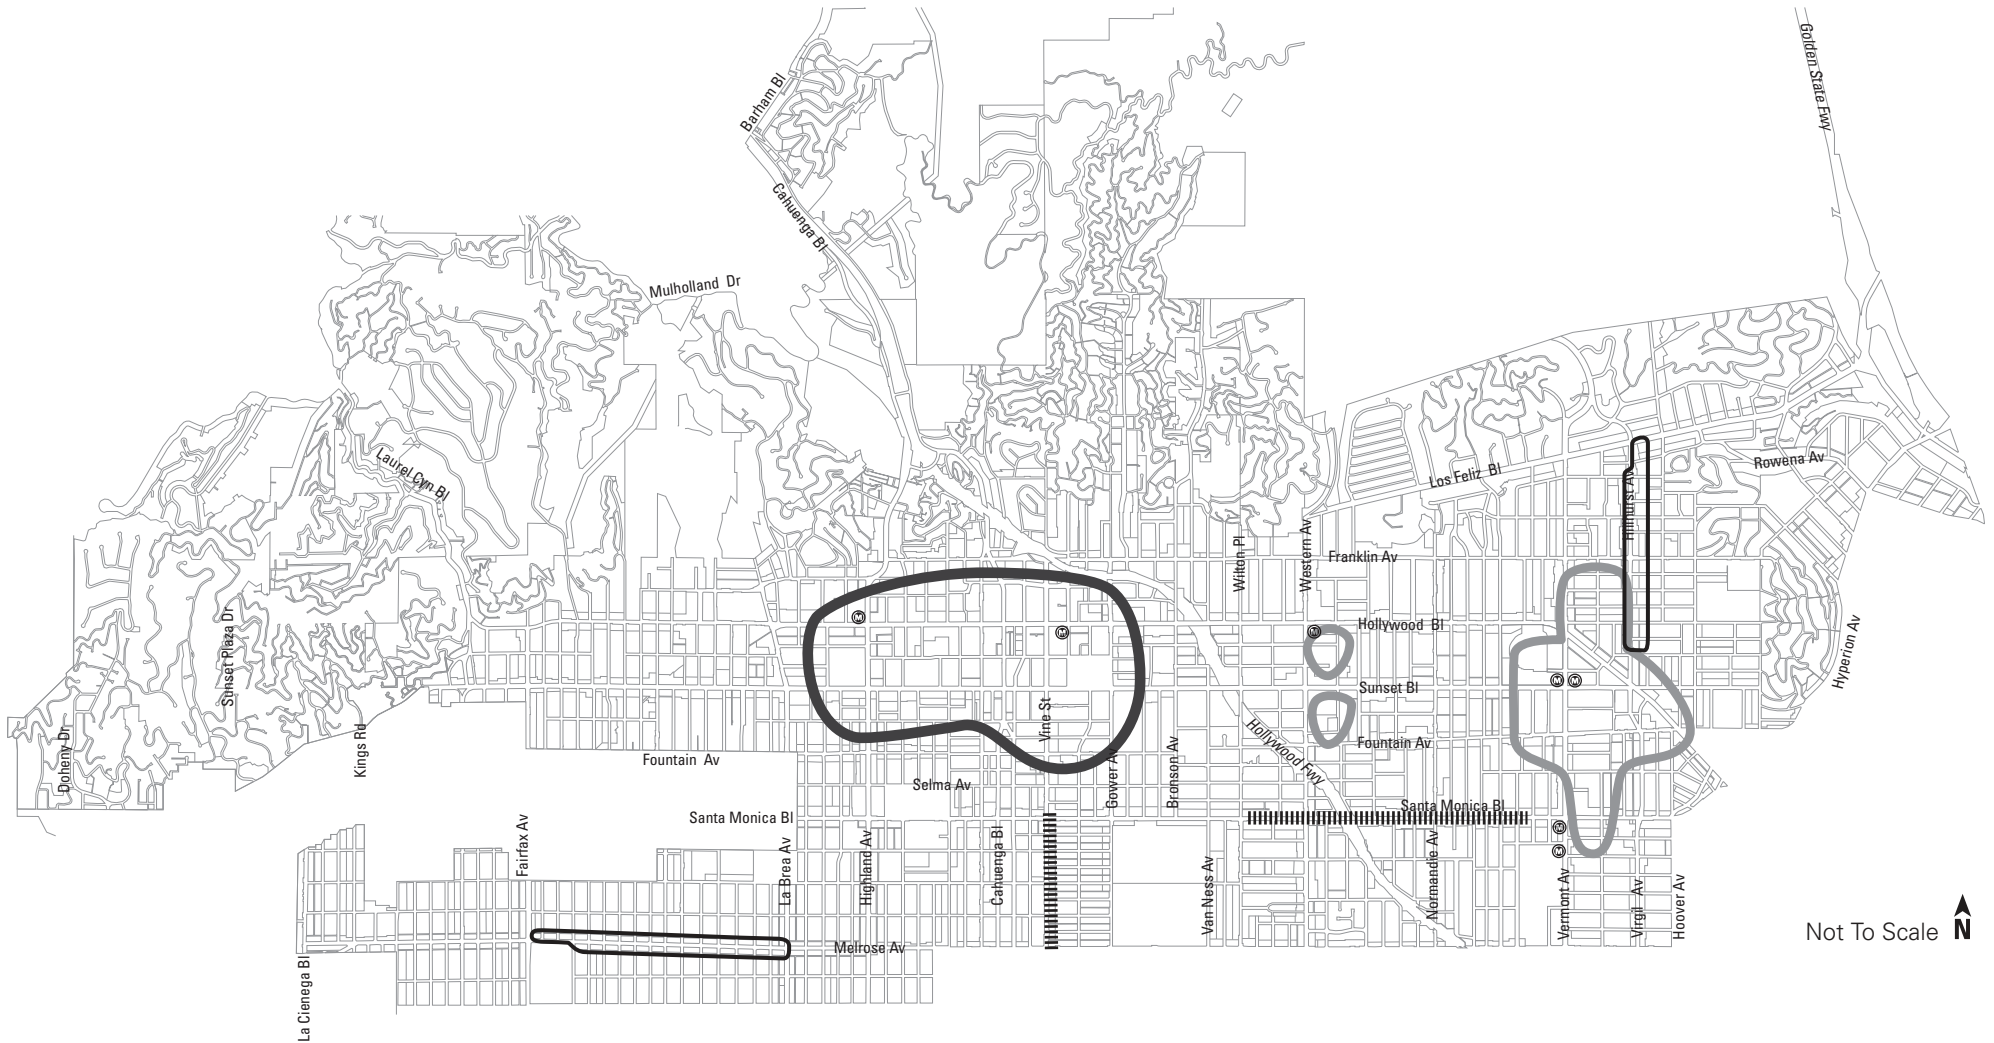 Golden State Fwy
Barham Bl
Cahuenga Bl
Mulholland Dr
Laurel Cyn Bl
Los Feliz Bl
Rowena Av
Hillhurst Av
Wilton Pl
Western Av
Franklin Av
Hollywood Bl
Hyperion Av
Sunset Plaza Dr
Sunset Bl
Vine St
Doheny Dr
Kings Rd
Fountain Av
Hollywood Fwy
Fountain Av
Selma Av
Gower Av
Bronson Av
Santa Monica Bl
Santa Monica Bl
Fairfax Av
La Brea Av
Highland Av
Cahuenga Bl
Van Ness Av
Normandie Av
Vermont Av
Virgil Av
Hoover Av
Melrose Av
La Cienega Bl
Not To Scale
N
M
M
M
M
M
M
M